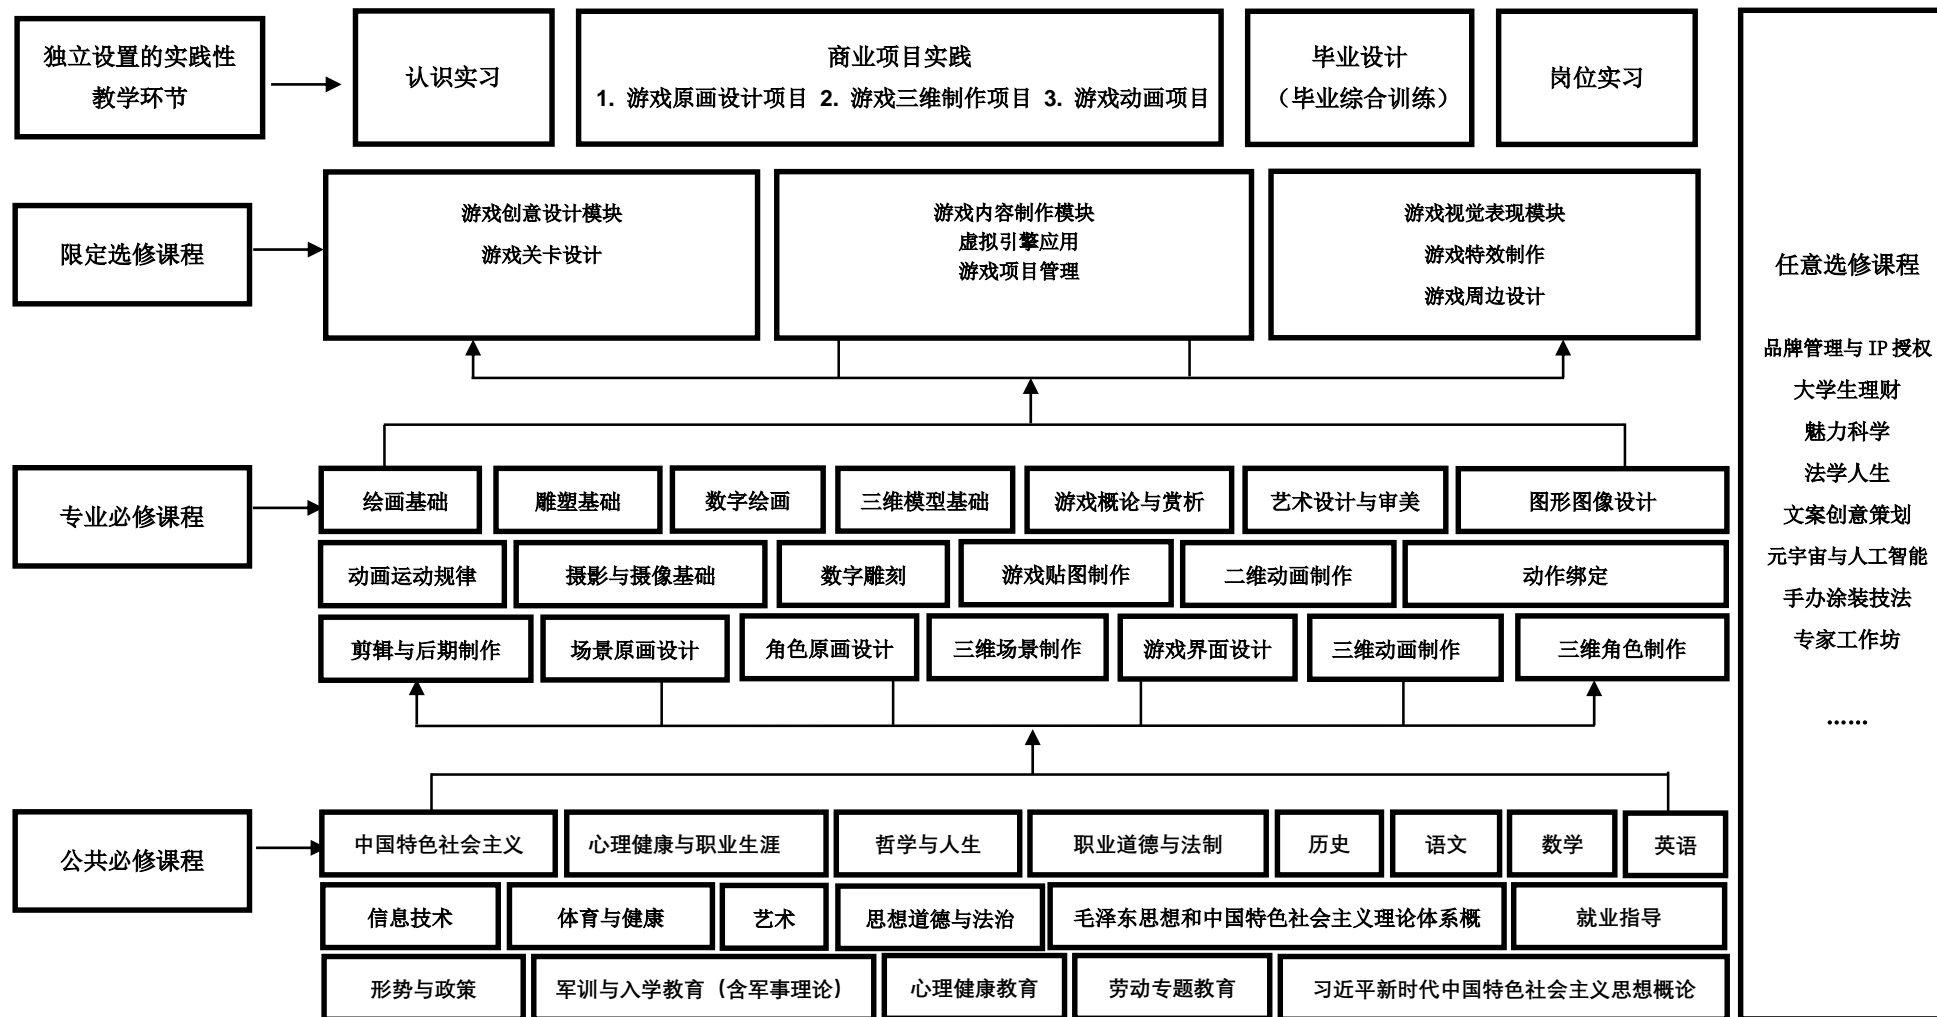 独立设置的实践性
教学环节
认识实习
商业项目实践
1. 游戏原画设计项目 2. 游戏三维制作项目 3. 游戏动画项目
毕业设计
（毕业综合训练）
岗位实习
限定选修课程
游戏创意设计模块
游戏关卡设计
游戏内容制作模块
虚拟引擎应用
游戏项目管理
游戏视觉表现模块
游戏特效制作
游戏周边设计
专业必修课程
绘画基础
雕塑基础
数字绘画
三维模型基础
游戏概论与赏析
艺术设计与审美
图形图像设计
动画运动规律
摄影与摄像基础
数字雕刻
游戏贴图制作
二维动画制作
动作绑定
剪辑与后期制作
场景原画设计
角色原画设计
三维场景制作
游戏界面设计
三维动画制作
三维角色制作
公共必修课程
中国特色社会主义
心理健康与职业生涯
哲学与人生
职业道德与法制
历史
语文
数学
英语
信息技术
体育与健康
艺术
思想道德与法治
毛泽东思想和中国特色社会主义理论体系概
就业指导
形势与政策
军训与入学教育（含军事理论）
心理健康教育
劳动专题教育
习近平新时代中国特色社会主义思想概论
任意选修课程
品牌管理与 IP 授权
大学生理财
魅力科学
法学人生
文案创意策划
元宇宙与人工智能
手办涂装技法
专家工作坊
……